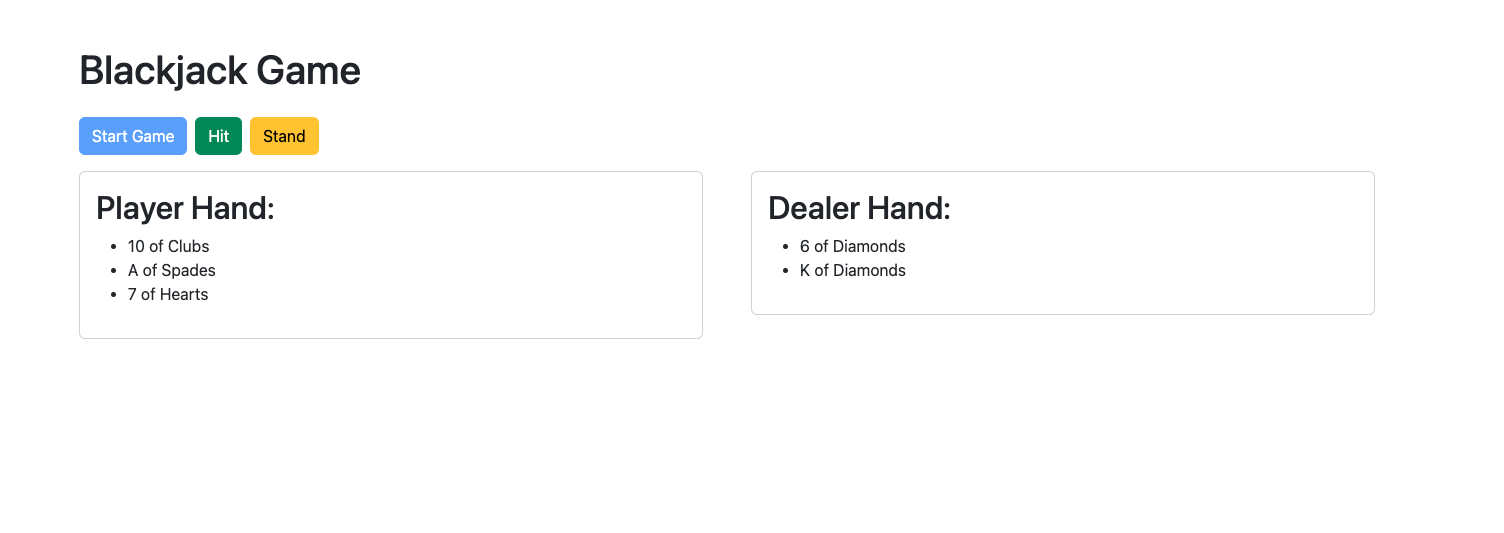 Blackjack Game
Start Game Hit Stand
Player Hand:
10 of Clubs
A of Spades
7 of Hearts
Dealer Hand:
6 of Diamonds
K of Diamonds